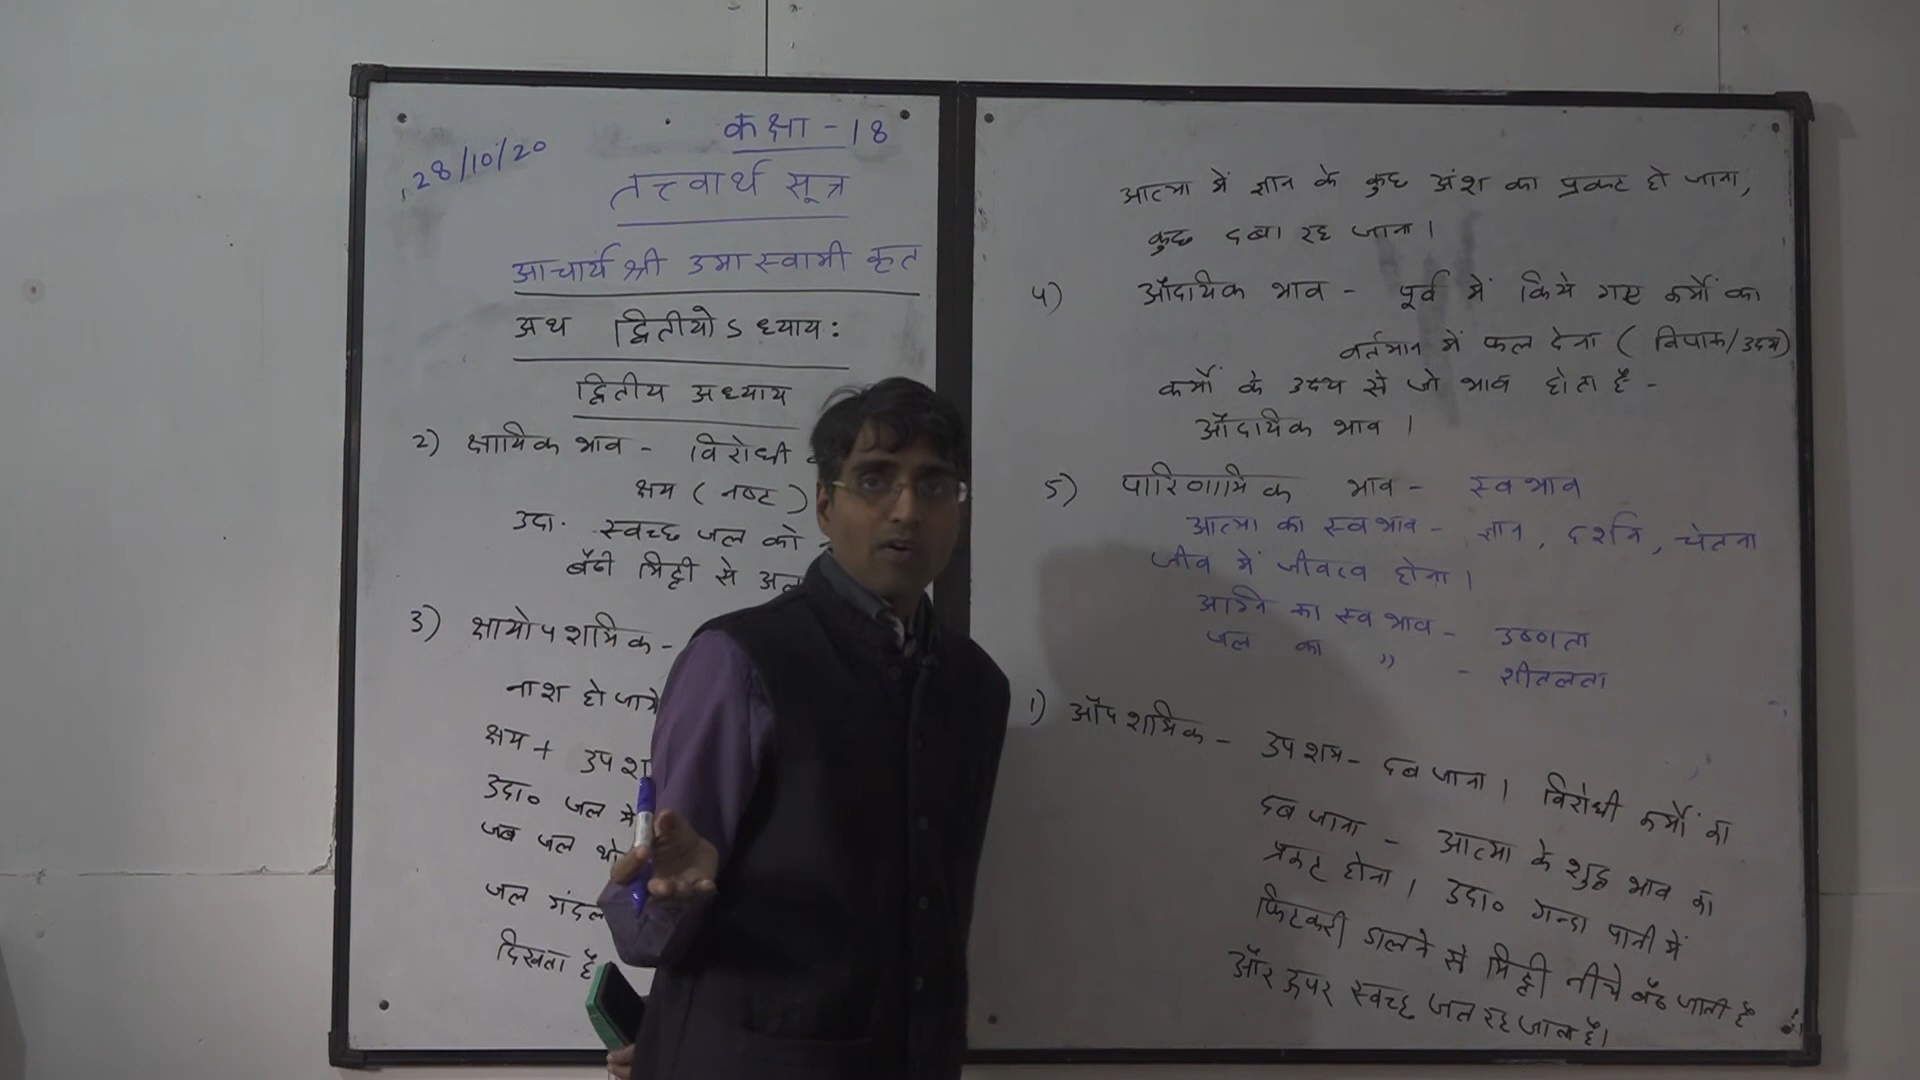 कक्षा - 18
28/10/20
तत्त्वार्थ सूत्र
आचार्य श्री उमास्वामी कृत
अथ द्वितीयोऽध्याय:
द्वितीय अध्याय
2) क्षायिक भाव - विरोधी
क्षय ( नष्ट )
उदा. स्वच्छ जल को
बैठी मिट्टी से
3) क्षायोपशमिक -
नाश हो जाने
क्षय + उपश
उदा० जल में
जब जल थो
जल गंदल
दिखता है
आत्मा में ज्ञान के कुछ अंश का प्रकट हो जाना,
कुछ दबा रह जाना।
4) औदायिक भाव - पूर्व में किये गए कर्मों का
वर्तमान में फल देना ( विपाक/उदय)
कर्मों के उदय से जो भाव होता है -
औदायिक भाव।
5) पारिणामिक भाव - स्वभाव
आत्मा का स्वभाव - ज्ञान, दर्शन, चेतना
जीव में जीवत्व होना।
अग्नि का स्वभाव - उष्णता
जल का " - शीतलता
1) औपशमिक - उपशम - दब जाना। विरोधी कर्मों का
दब जाना - आत्मा के शुद्ध भाव का
प्रकट होना। उदा० गन्दा पानी में
फिटकरी डालने से मिट्टी नीचे बैठ जाती है
और ऊपर स्वच्छ जल रह जाता है।